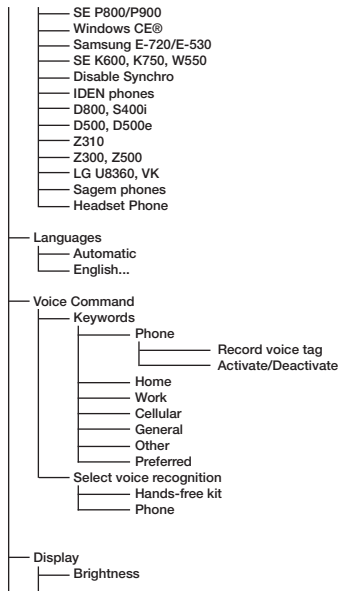 SE P800/P900
Windows CE®
Samsung E-720/E-530
SE K600, K750, W550
Disable Synchro
IDEN phones
D800, S400i
D500, D500e
Z310
Z300, Z500
LG U8360, VK
Sagem phones
Headset Phone
Languages
Automatic
English...
Voice Command
Keywords
Phone
Record voice tag
Activate/Deactivate
Home
Work
Cellular
General
Other
Preferred
Select voice recognition
Hands-free kit
Phone
Display
Brightness